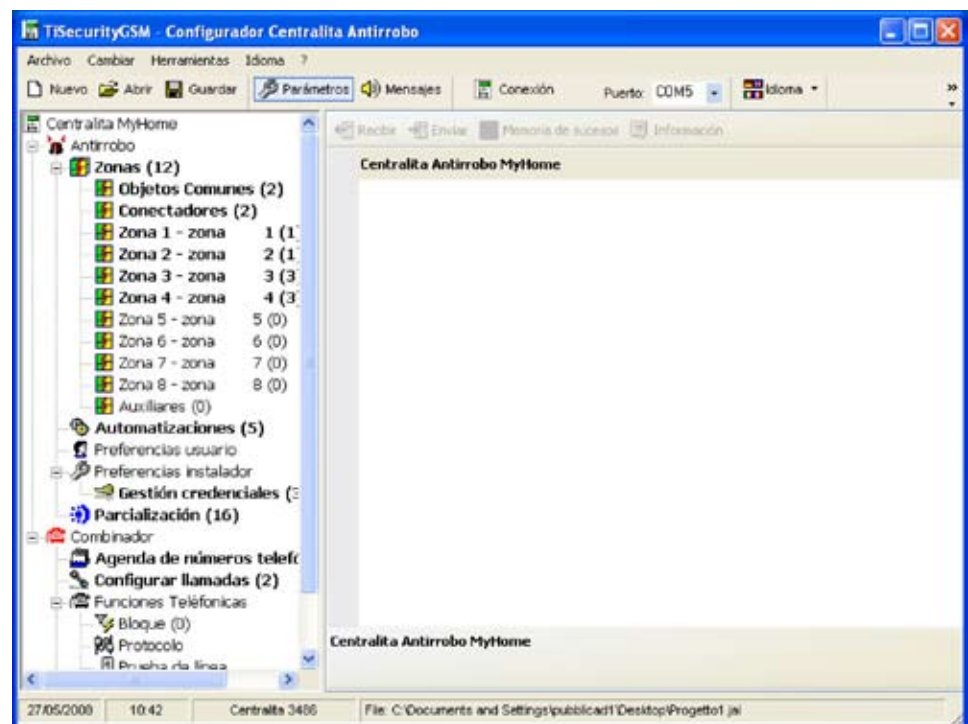 TiSecurityGSM - Configurador Centralita Antirrobo
Archivo Cambiar Herramientas Idioma ?
Nuevo Abrir Guardar Parámetros Mensajes Conexión Puerto: COM5 Idioma
Centralita MyHome
Recibir Enviar Memoria de sucesos Información
Antirrobo
Centralita Antirrobo MyHome
Zonas (12)
Objetos Comunes (2)
Conectadores (2)
Zona 1 - zona 1 (1
Zona 2 - zona 2 (1
Zona 3 - zona 3 (3
Zona 4 - zona 4 (3
Zona 5 - zona 5 (0)
Zona 6 - zona 6 (0)
Zona 7 - zona 7 (0)
Zona 8 - zona 8 (0)
Auxiliares (0)
Automatizaciones (5)
Preferencias usuario
Preferencias instalador
Gestión credenciales (3
Parcialización (16)
Combinador
Agenda de números telefo
Configurar llamadas (2)
Funciones Teléfonicas
Bloque (0)
Protocolo
Prueba de línea
Centralita Antirrobo MyHome
27/05/2008 10:42 Centralita 3486 File: C:\Documents and Settings\pubblicad1\Desktop\Progetto1.jai